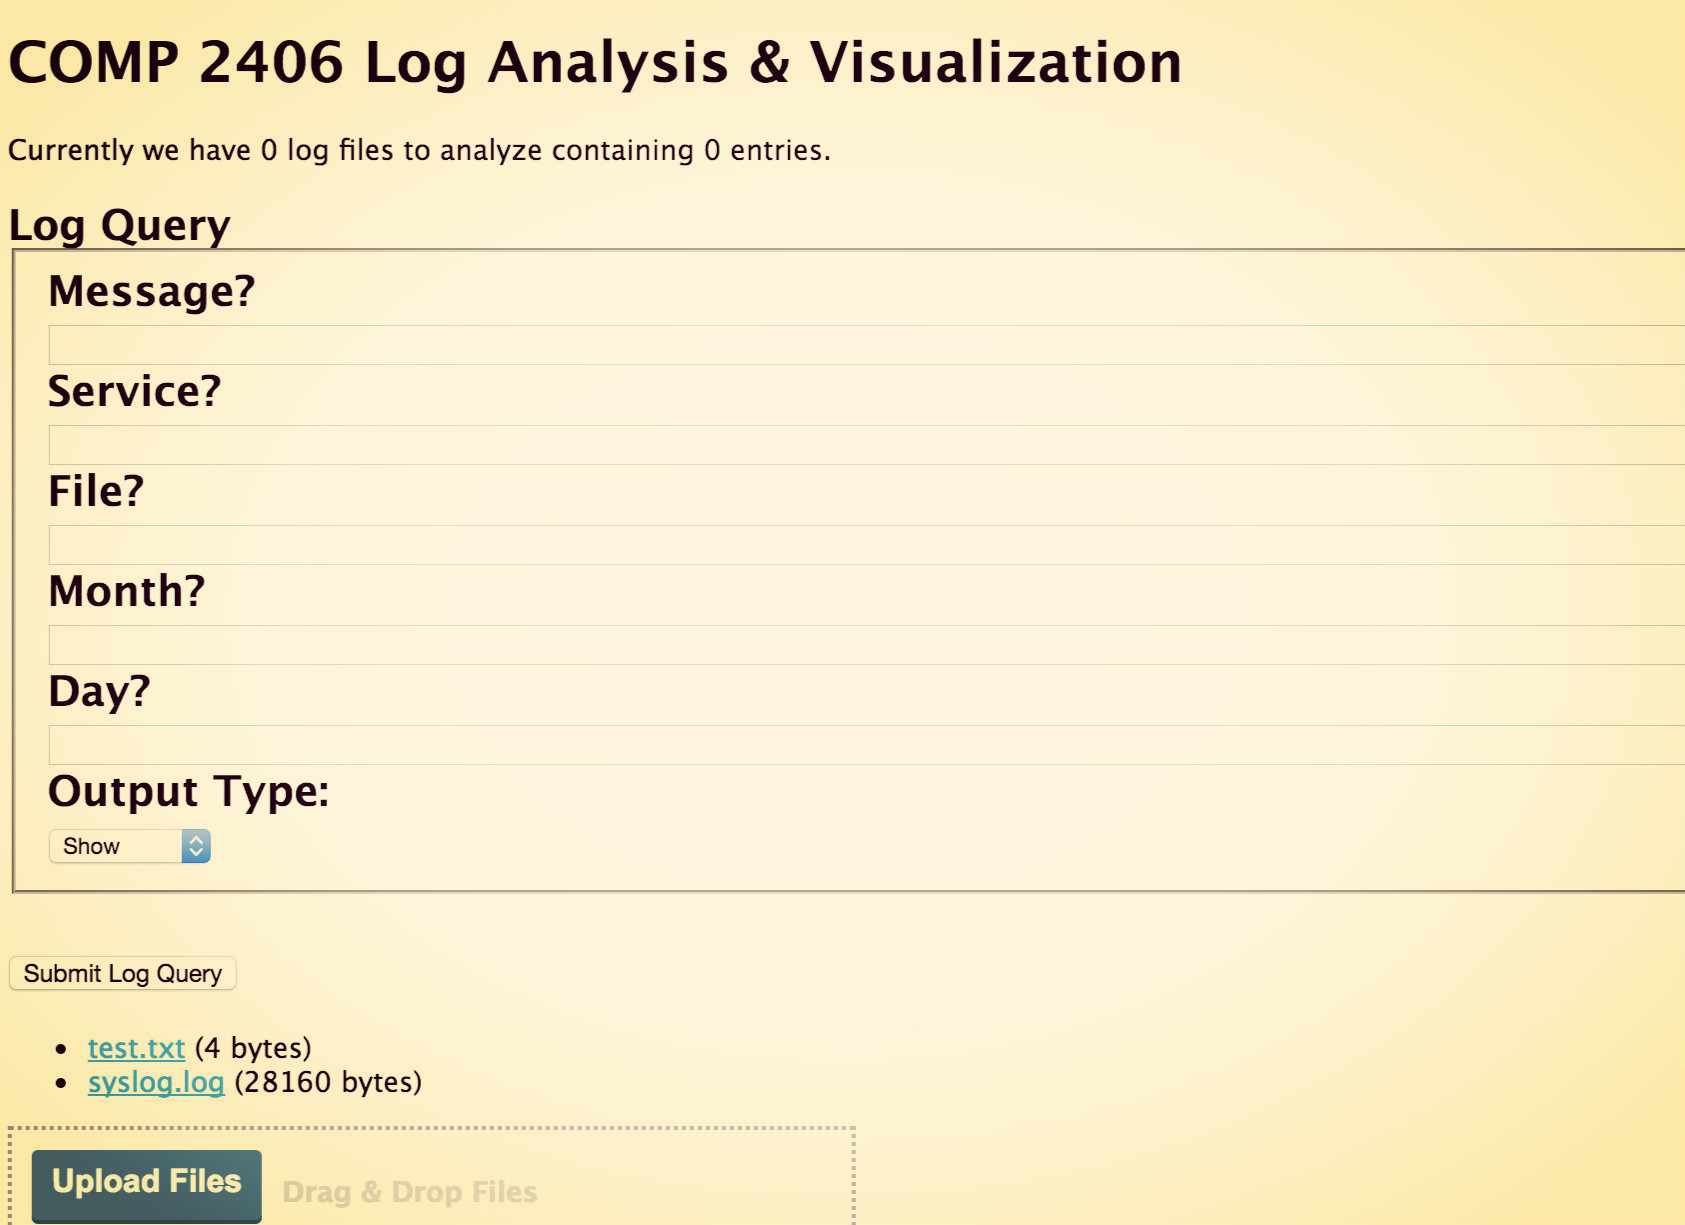 COMP 2406 Log Analysis & Visualization
Currently we have 0 log files to analyze containing 0 entries.
Log Query
Message?
Service?
File?
Month?
Day?
Output Type:
Show
Submit Log Query
test.txt (4 bytes)
syslog.log (28160 bytes)
Upload Files Drag & Drop Files